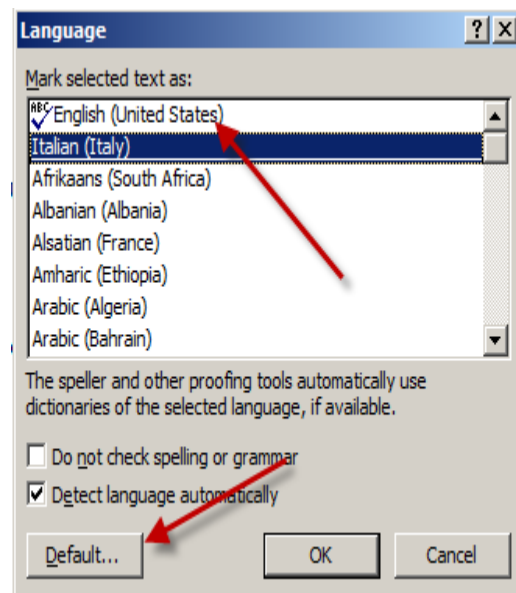 Language
Mark selected text as:
ABC English (United States)
Italian (Italy)
Afrikaans (South Africa)
Albanian (Albania)
Alsatian (France)
Amharic (Ethiopia)
Arabic (Algeria)
Arabic (Bahrain)
The speller and other proofing tools automatically use
dictionaries of the selected language, if available.
Do not check spelling or grammar
Detect language automatically
Default... OK Cancel